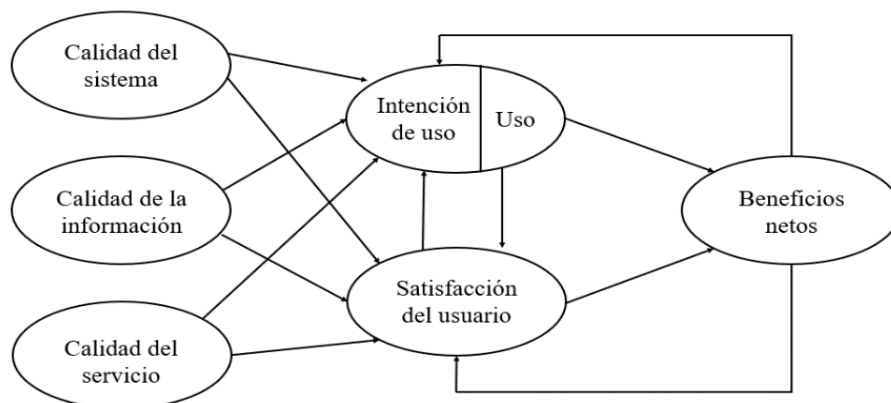 Calidad del
sistema
Intención
de uso
Uso
Calidad de la
información
Beneficios
netos
Satisfacción
del usuario
Calidad del
servicio